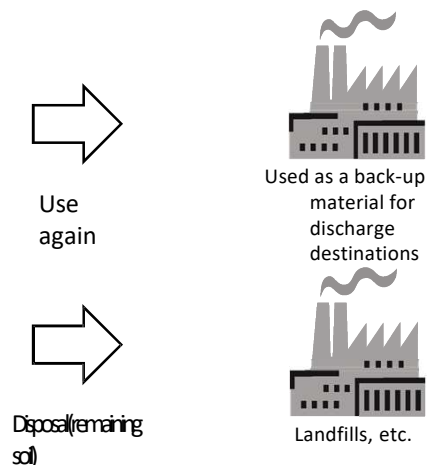 Use
again
Used as a back-up
material for
discharge
destinations
Disposal(remaining
soil)
Landfills, etc.